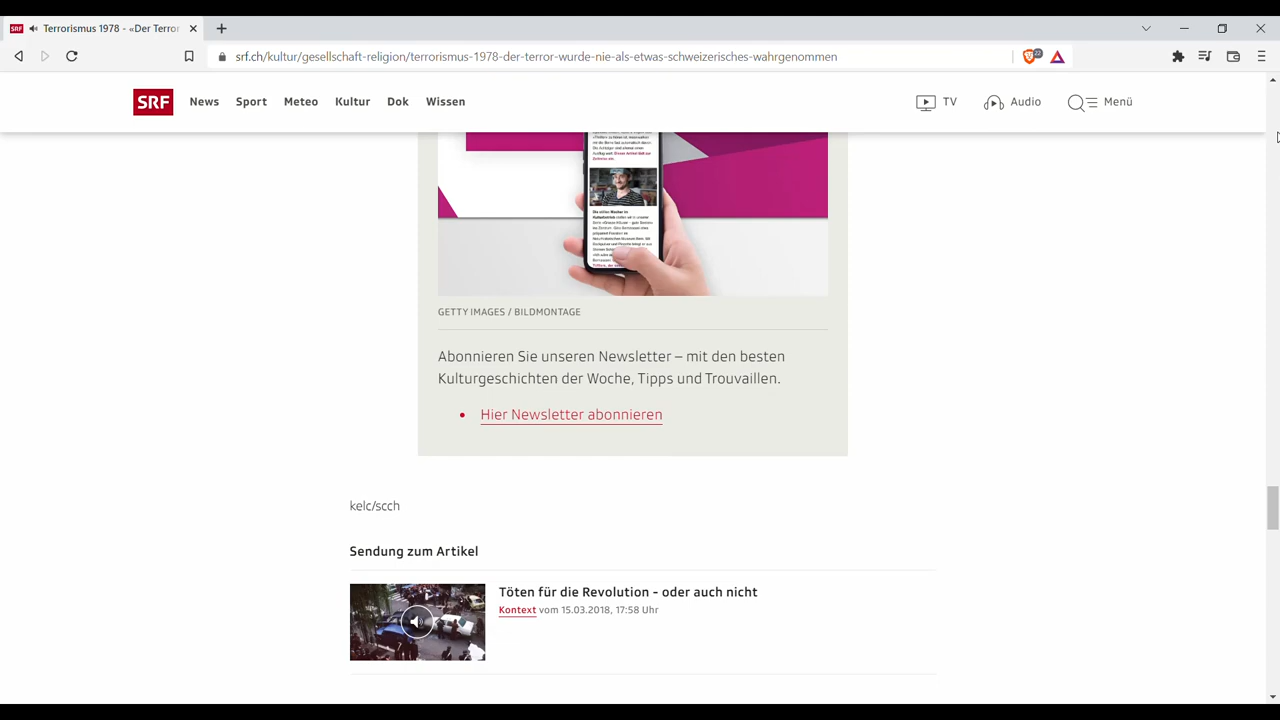 SRF Terrorismus 1978 - «Der Terror
srf.ch/kultur/gesellschaft-religion/terrorismus-1978-der-terror-wurde-nie-als-etwas-schweizerisches-wahrgenommen
22
SRF News Sport Meteo Kultur Dok Wissen TV Audio Menü
GETTY IMAGES / BILDMONTAGE
Abonnieren Sie unseren Newsletter – mit den besten
Kulturgeschichten der Woche, Tipps und Trouvaillen.
Hier Newsletter abonnieren
kelc/scch
Sendung zum Artikel
Töten für die Revolution - oder auch nicht
Kontext vom 15.03.2018, 17:58 Uhr